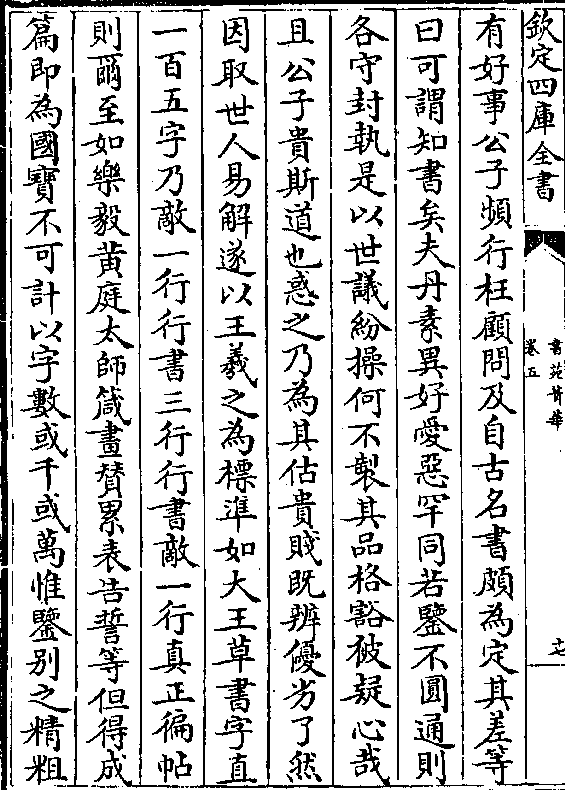 欽定四庫全書
書苑菁華
卷五
有好事公子頻行枉顧問及自古名書頗為定其差等
曰可謂知書矣夫丹素異好愛惡罕同若鑒不圓通則
各守封執是以世議紛操何不製其品格豁彼疑心哉
且公子貴斯道也惑之乃為其估貴賤既辨優劣了然
因取世人易解遂以王羲之為標準如大王草書字直
一百五字乃敵一行行書三行行書敵一行真正徧帖
則爾至如樂毅黄庭太師箴畫賛累表告誓等但得成
篇即為國寶不可計以字數或千或萬惟鑒别之精粗